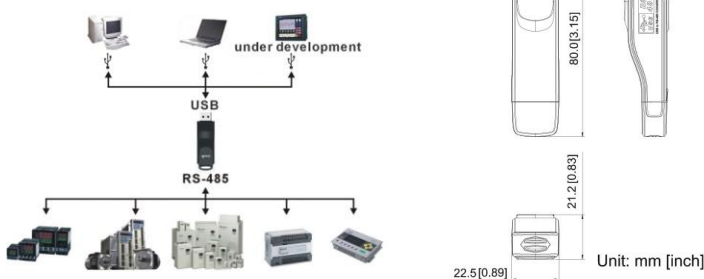 under development
USB
RS-485
80.0[3.15]
21.2 [0.83]
22.5 [0.89]
Unit: mm [inch]